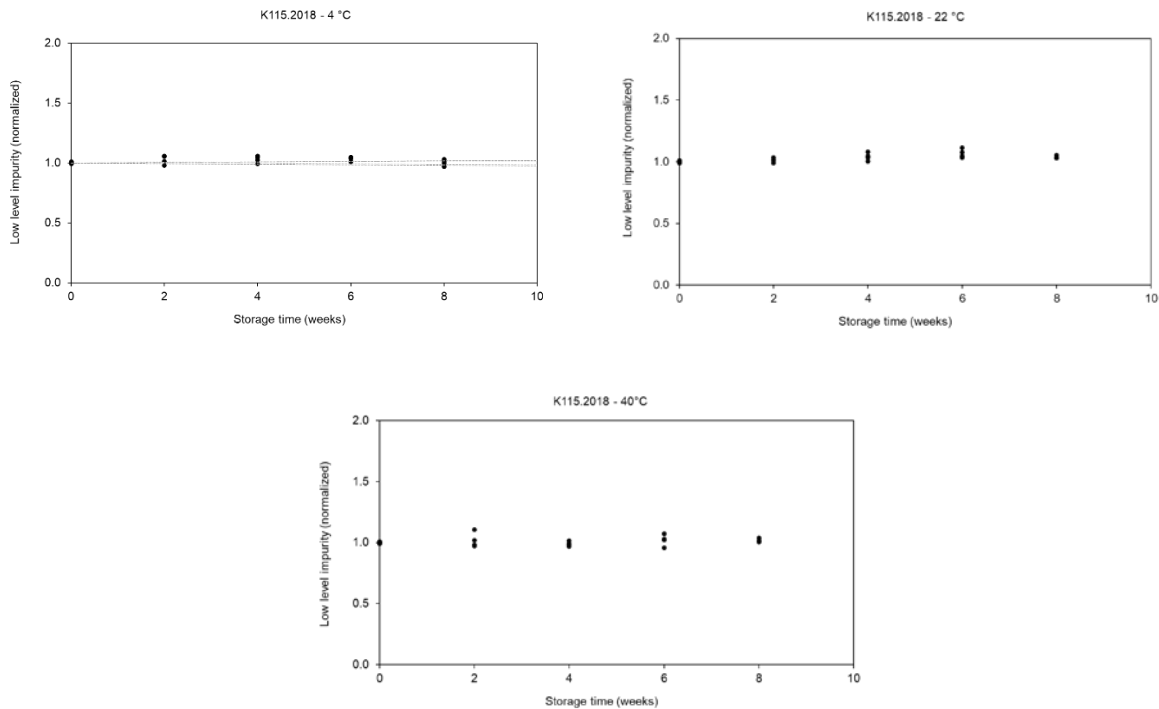 K115.2018 - 4 °C
2.0
1.5
1.0
0.5
0.0
Low level impurity (normalized)
0 2 4 6 8 10
Storage time (weeks)
K115.2018 - 22 °C
2.0
1.5
1.0
0.5
0.0
Low level impurity (normalized)
0 2 4 6 8 10
Storage time (weeks)
K115.2018 - 40°C
2.0
1.5
1.0
0.5
0.0
Low level impurity (normalized)
0 2 4 6 8 10
Storage time (weeks)